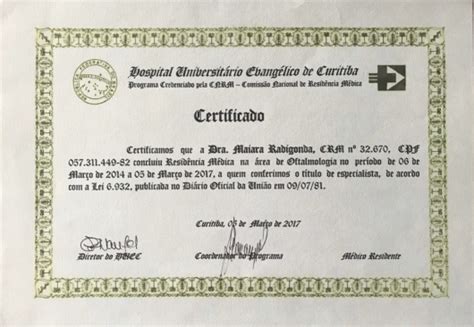 Hospital Universitário Evangélico de Curitiba
Programa Credenciado pela CNRM – Comissão Nacional de Residência Médica
Certificado
Certificamos que a Dra. Maiara Radigonda, CRM nº 32.670, CPF
057.311.449-82 concluiu Residência Médica na área de Oftalmologia no período de 06 de
Março de 2014 a 05 de Março de 2017, a quem conferimos o título de especialista, de acordo
com a Lei 6.932, publicada no Diário Oficial da União em 09/07/81.
Curitiba, 05 de Março de 2017
Diretor do HUEC
Coordenador do Programa
Médico Residente